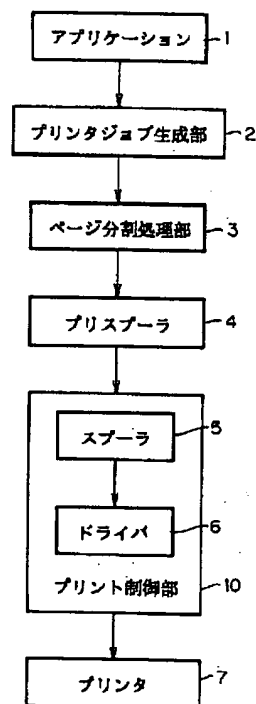 アプリケーション 1
プリンタジョブ生成部 2
ページ分割処理部 3
プリスプーラ 4
スプーラ 5
ドライバ 6
プリント制御部 10
プリンタ 7